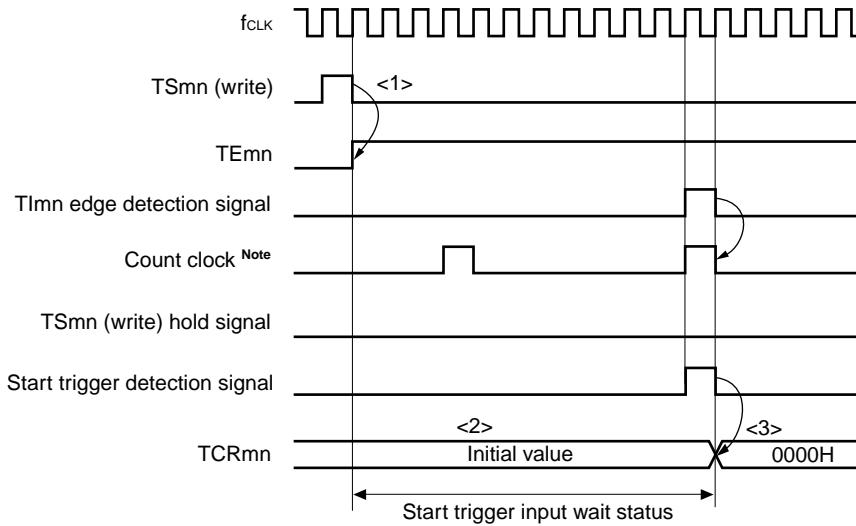 fCLK
TSmn (write)
<1>
TEmn
TImn edge detection signal
Count clock Note
TSmn (write) hold signal
Start trigger detection signal
<2>
<3>
TCRmn
Initial value
0000H
Start trigger input wait status